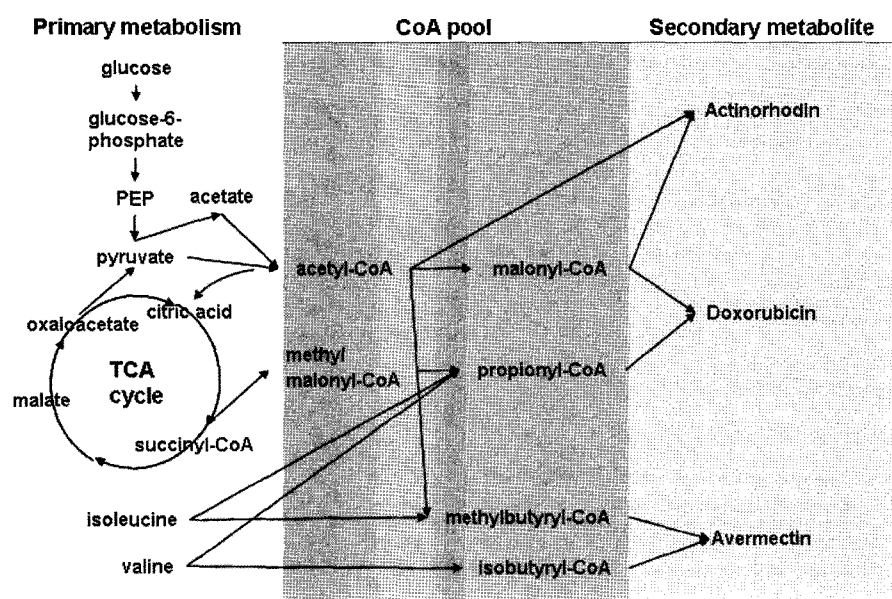 Primary metabolism
CoA pool
Secondary metabolite
glucose
glucose-6-
phosphate
PEP
acetate
pyruvate
acetyl-CoA
malonyl-CoA
Actinorhodin
citric acid
oxaloacetate
Doxorubicin
TCA
cycle
methyl
malonyl-CoA
propionyl-CoA
malate
succinyl-CoA
isoleucine
methylbutyryl-CoA
Avermectin
valine
isobutyryl-CoA